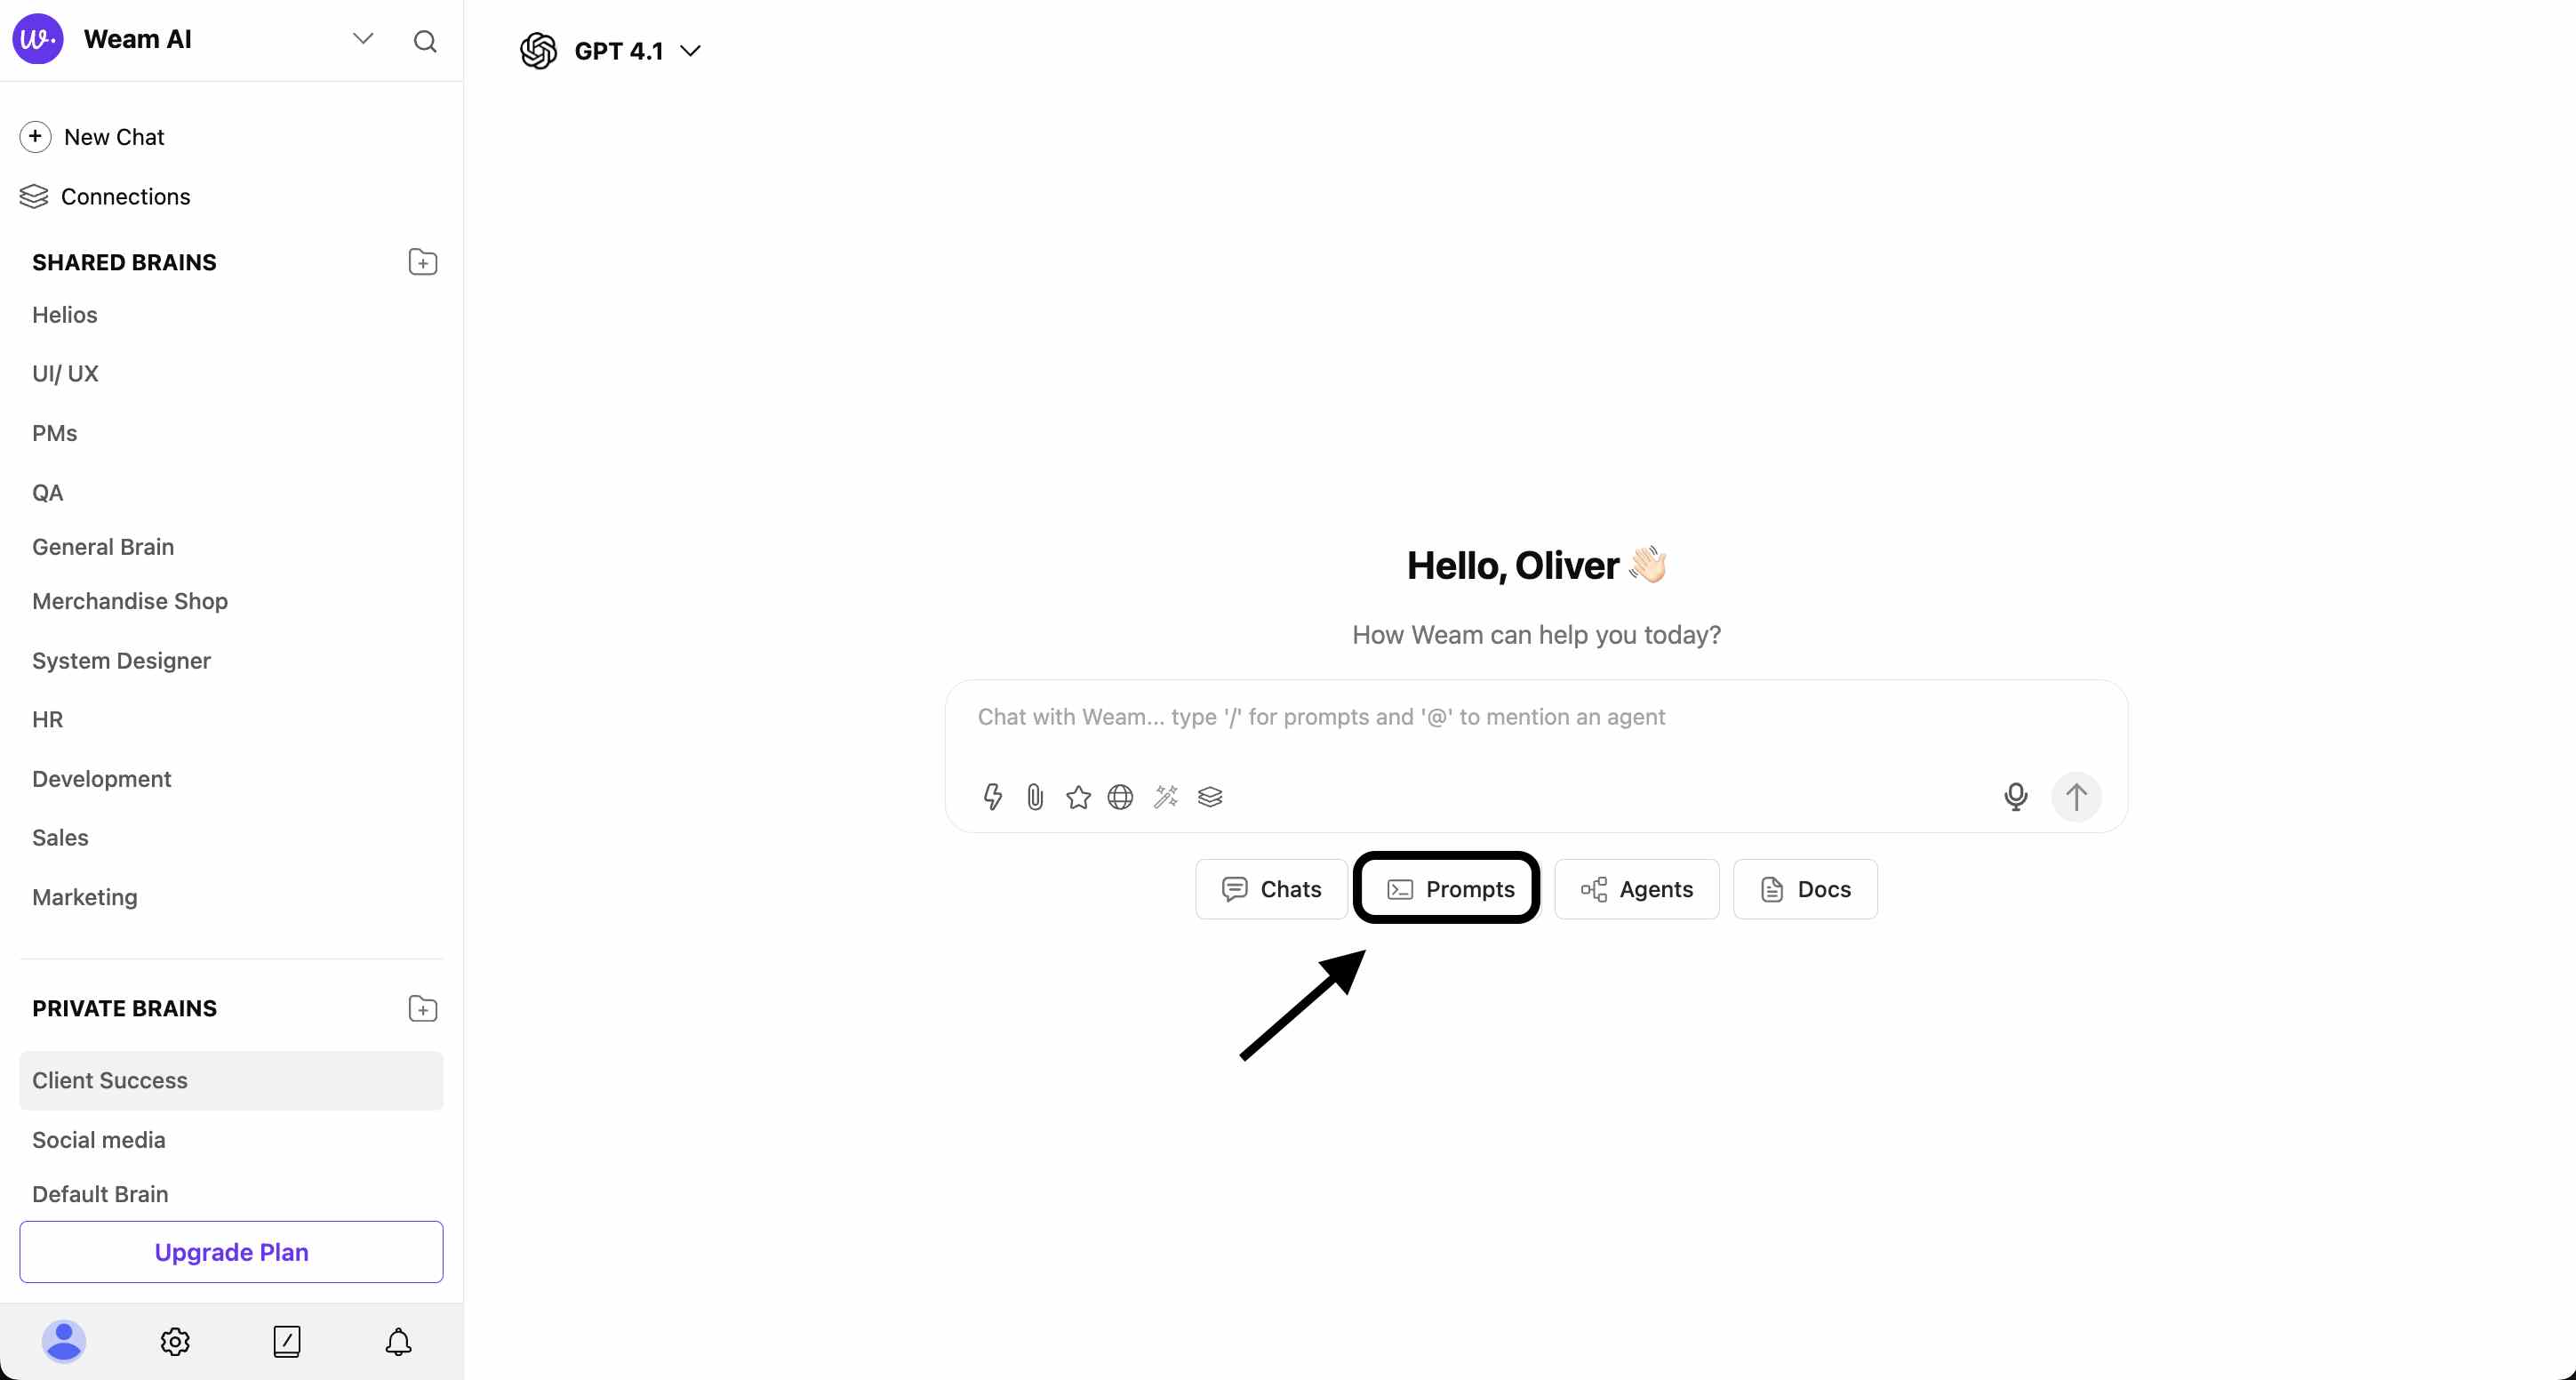 w.
Weam AI
New Chat
Connections
SHARED BRAINS
Helios
UI/ UX
PMs
QA
General Brain
Merchandise Shop
System Designer
HR
Development
Sales
Marketing
PRIVATE BRAINS
Client Success
Social media
Default Brain
Upgrade Plan
GPT 4.1
Hello, Oliver 👋🏻
How Weam can help you today?
Chat with Weam... type '/' for prompts and '@' to mention an agent
Chats
Prompts
Agents
Docs